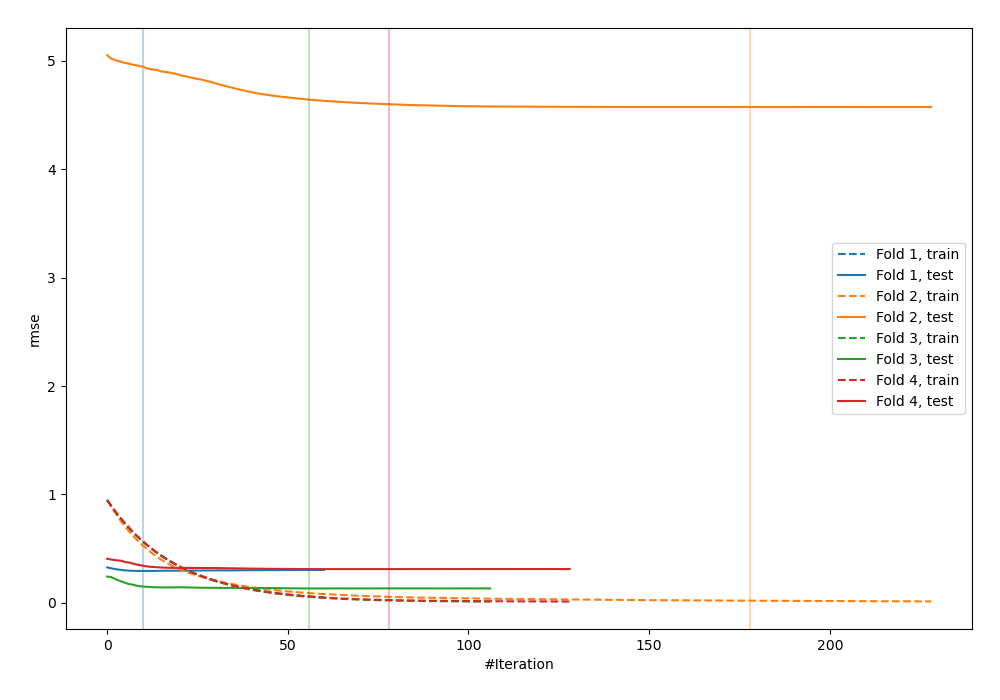 5
4
3
2
1
0
rmse
0
50
100
150
200
#Iteration
Fold 1, train
Fold 1, test
Fold 2, train
Fold 2, test
Fold 3, train
Fold 3, test
Fold 4, train
Fold 4, test